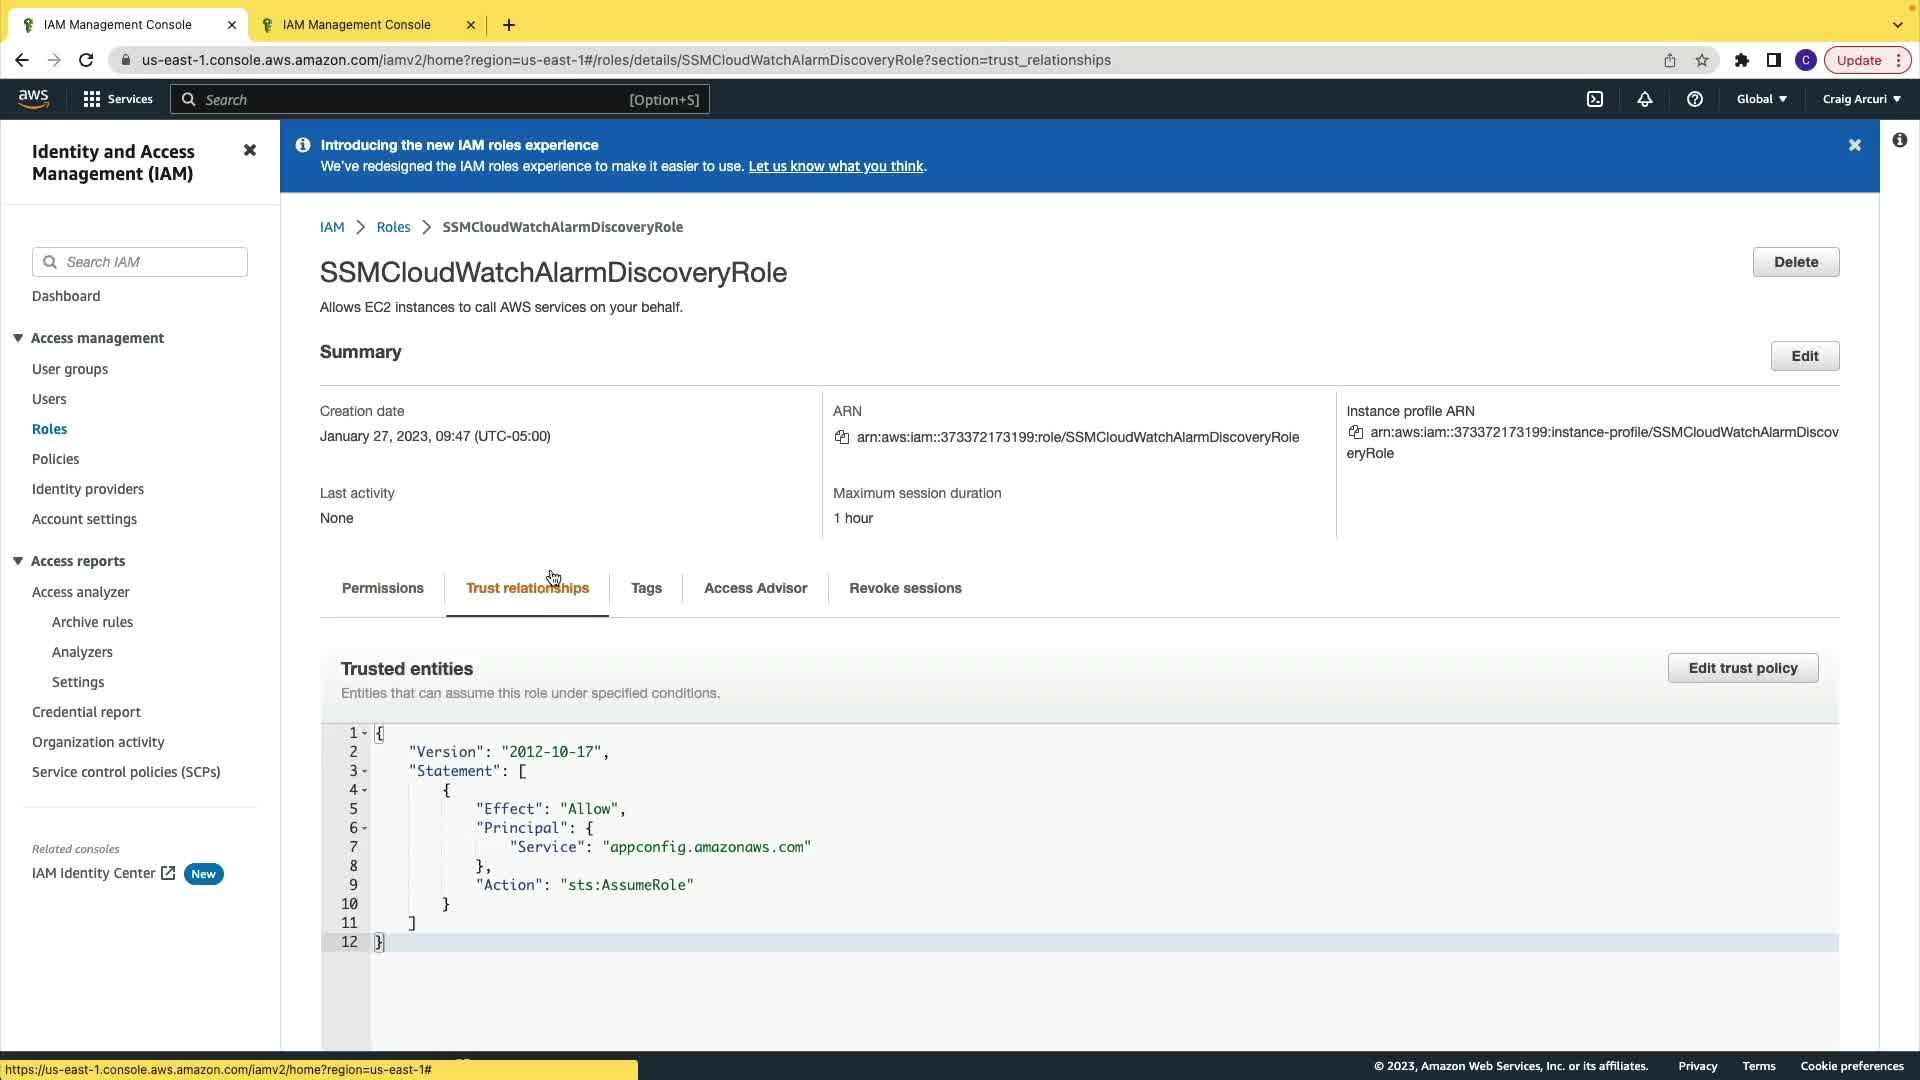 IAM Management Console
IAM Management Console
us-east-1.console.aws.amazon.com/iamv2/home?region=us-east-1#/roles/details/SSMCloudWatchAlarmDiscoveryRole?section=trust_relationships
C
Update
aws
Services
Search
[Option+S]
Global
Craig Arcuri
Identity and Access
Management (IAM)
Search IAM
Dashboard
Access management
User groups
Users
Roles
Policies
Identity providers
Account settings
Access reports
Access analyzer
Archive rules
Analyzers
Settings
Credential report
Organization activity
Service control policies (SCPs)
Related consoles
IAM Identity Center New
Introducing the new IAM roles experience
We've redesigned the IAM roles experience to make it easier to use. Let us know what you think.
IAM > Roles > SSMCloudWatchAlarmDiscoveryRole
SSMCloudWatchAlarmDiscoveryRole
Delete
Allows EC2 instances to call AWS services on your behalf.
Summary
Edit
Creation date
January 27, 2023, 09:47 (UTC-05:00)
ARN
arn:aws:iam::373372173199:role/SSMCloudWatchAlarmDiscoveryRole
Instance profile ARN
arn:aws:iam::373372173199:instance-profile/SSMCloudWatchAlarmDiscov
eryRole
Last activity
None
Maximum session duration
1 hour
Permissions
Trust relationships
Tags
Access Advisor
Revoke sessions
Trusted entities
Edit trust policy
Entities that can assume this role under specified conditions.
1 {
2 "Version": "2012-10-17",
3 "Statement": [
4 {
5 "Effect": "Allow",
6 "Principal": {
7 "Service": "appconfig.amazonaws.com"
8 },
9 "Action": "sts:AssumeRole"
10 }
11 ]
12 }
https://us-east-1.console.aws.amazon.com/iamv2/home?region=us-east-1#
© 2023, Amazon Web Services, Inc. or its affiliates.
Privacy
Terms
Cookie preferences